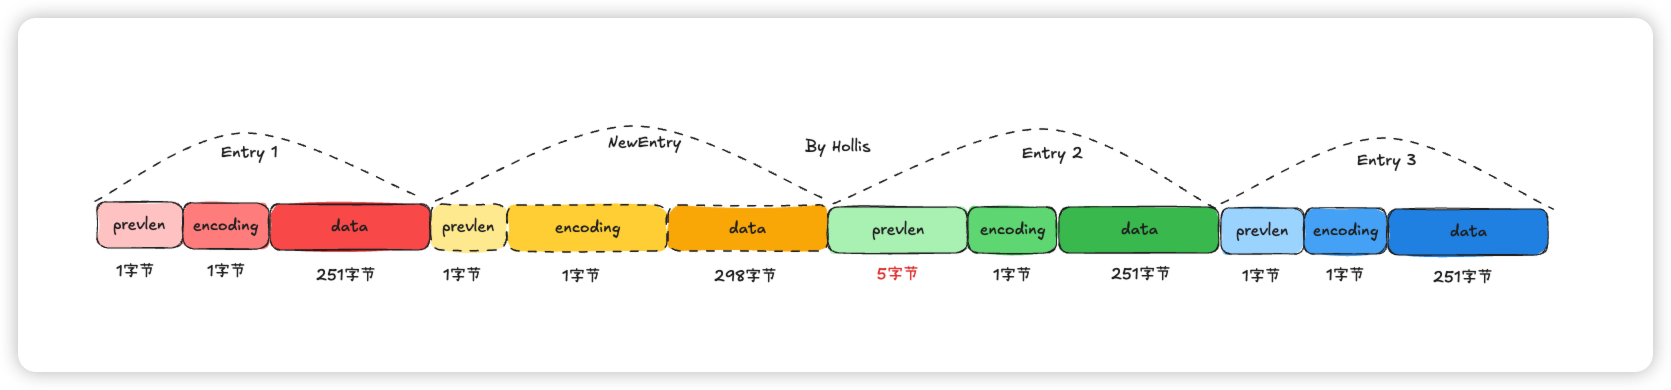 Entry 1
NewEntry
By Hollis
Entry 2
Entry 3
prevlen encoding data prevlen encoding data prevlen encoding data prevlen encoding data
1字节 1字节 251字节 1字节 1字节 298字节 5字节 1字节 251字节 1字节 1字节 251字节